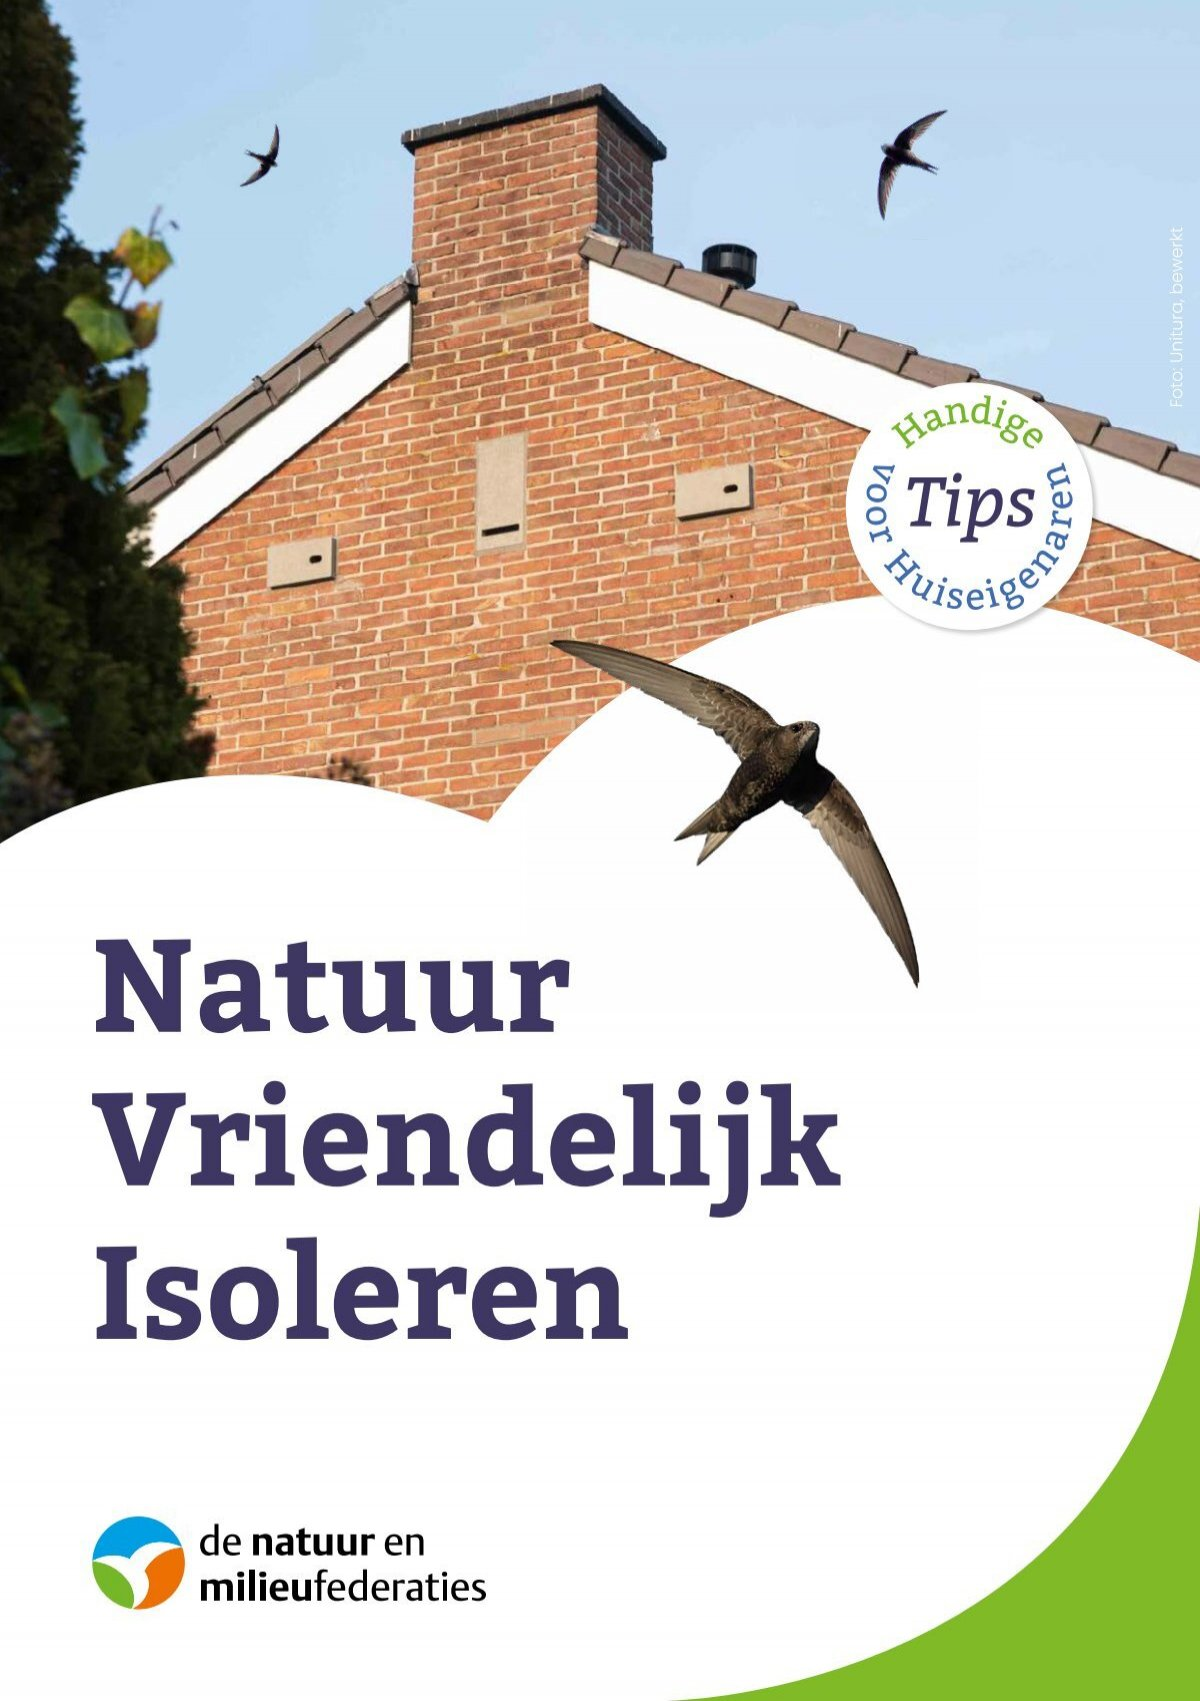 Foto: Unitura, bewerkt
Handige
Tips
voor Huiseigenaren
Natuur
Vriendelijk
Isoleren
de natuur en
milieufederaties